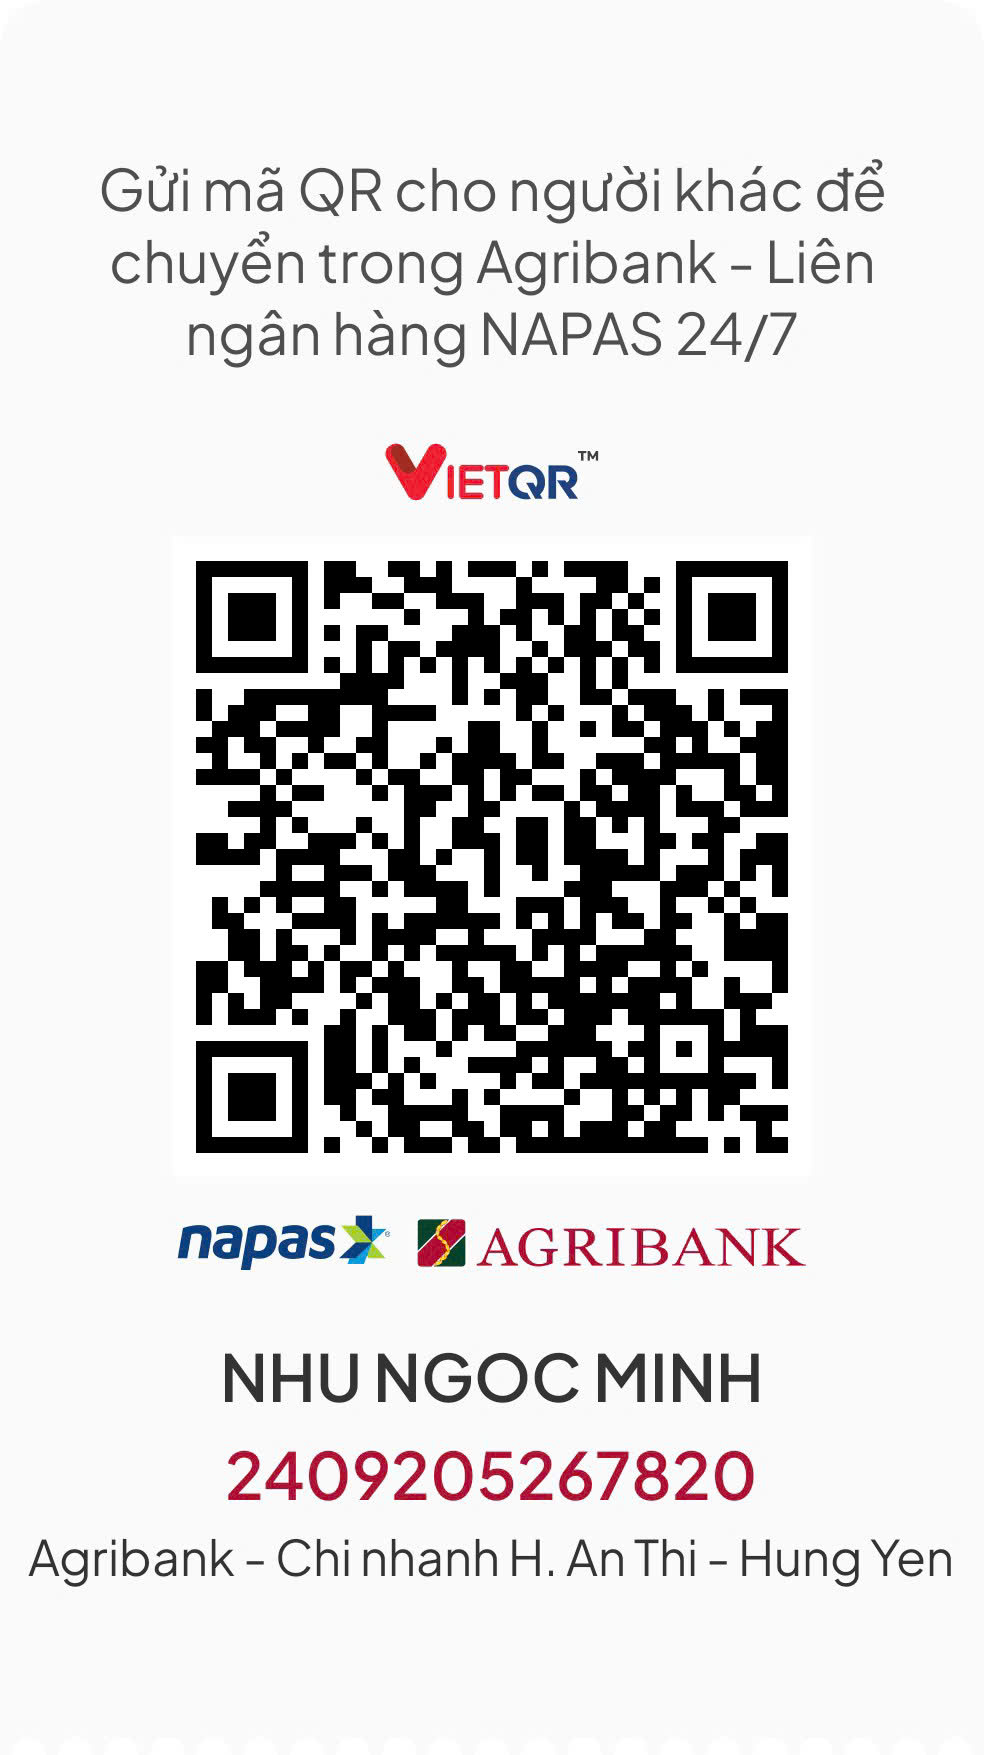 Gửi mã QR cho người khác để
chuyển trong Agribank - Liên
ngân hàng NAPAS 24/7
VIETQR™
napas® AGRIBANK
NHU NGOC MINH
2409205267820
Agribank - Chi nhanh H. An Thi - Hung Yen